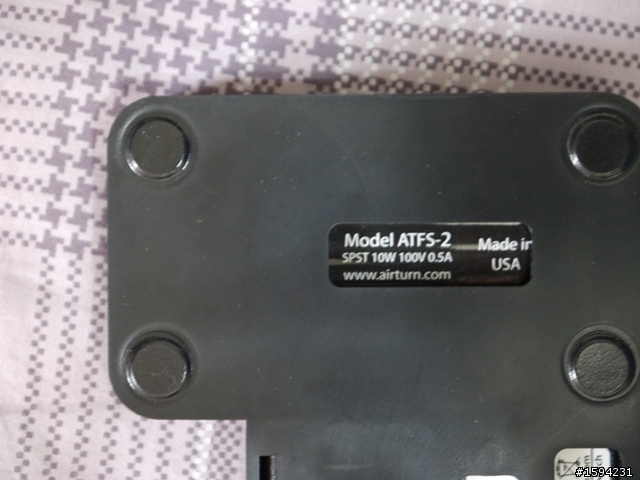 Model ATFS-2
SPST 10W 100V 0.5A
www.airturn.com
Made in
USA
#1594231